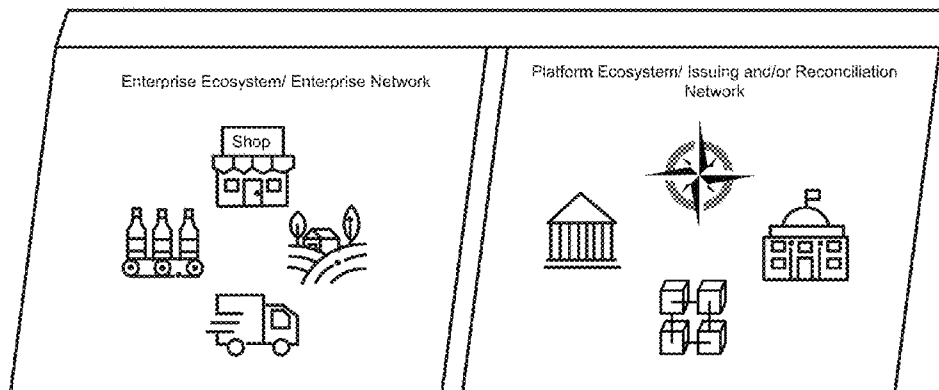 Enterprise Ecosystem/ Enterprise Network
Platform Ecosystem/ Issuing and/or Reconciliation
Network
Shop